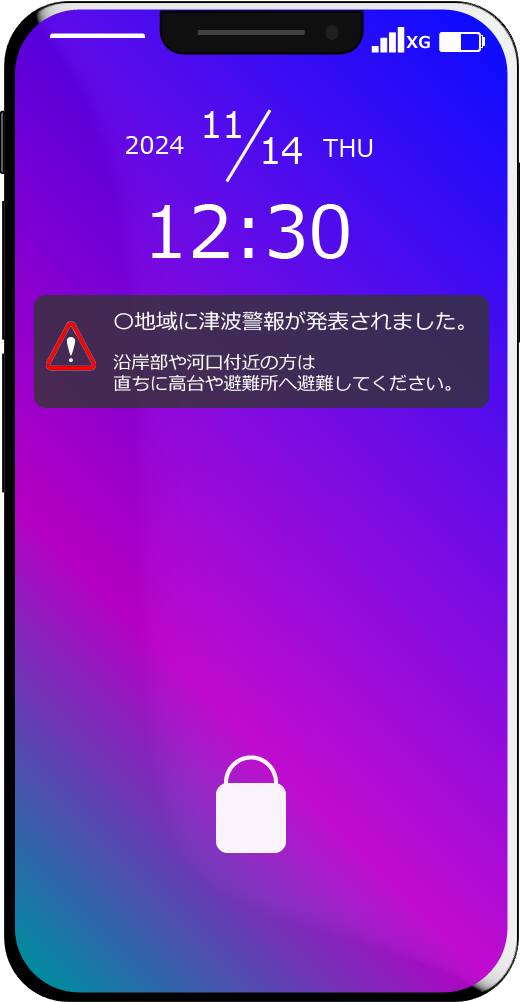 XG
2024 11/14 THU
12:30
〇地域に津波警報が発表されました。
沿岸部や河口付近の方は
直ちに高台や避難所へ避難してください。